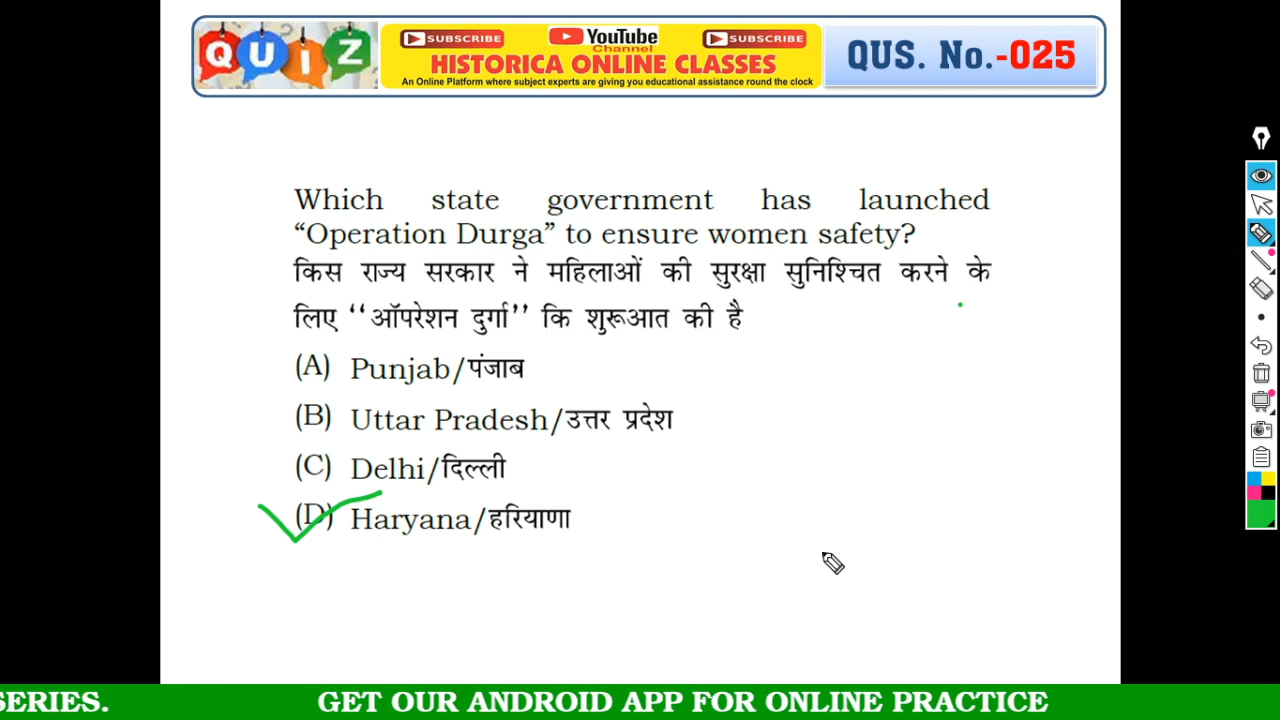 QUIZ
SUBSCRIBE
YouTube
SUBSCRIBE
Channel
HISTORICA ONLINE CLASSES
An Online Platform where subject experts are giving you educational assistance round the clock
QUS. No.-025
Which state government has launched
“Operation Durga” to ensure women safety?
किस राज्य सरकार ने महिलाओं की सुरक्षा सुनिश्चित करने के
लिए ‘‘ऑपरेशन दुर्गा’’ कि शुरूआत की है
(A) Punjab/पंजाब
(B) Uttar Pradesh/उत्तर प्रदेश
(C) Delhi/दिल्ली
(D) Haryana/हरियाणा
SERIES. GET OUR ANDROID APP FOR ONLINE PRACTICE